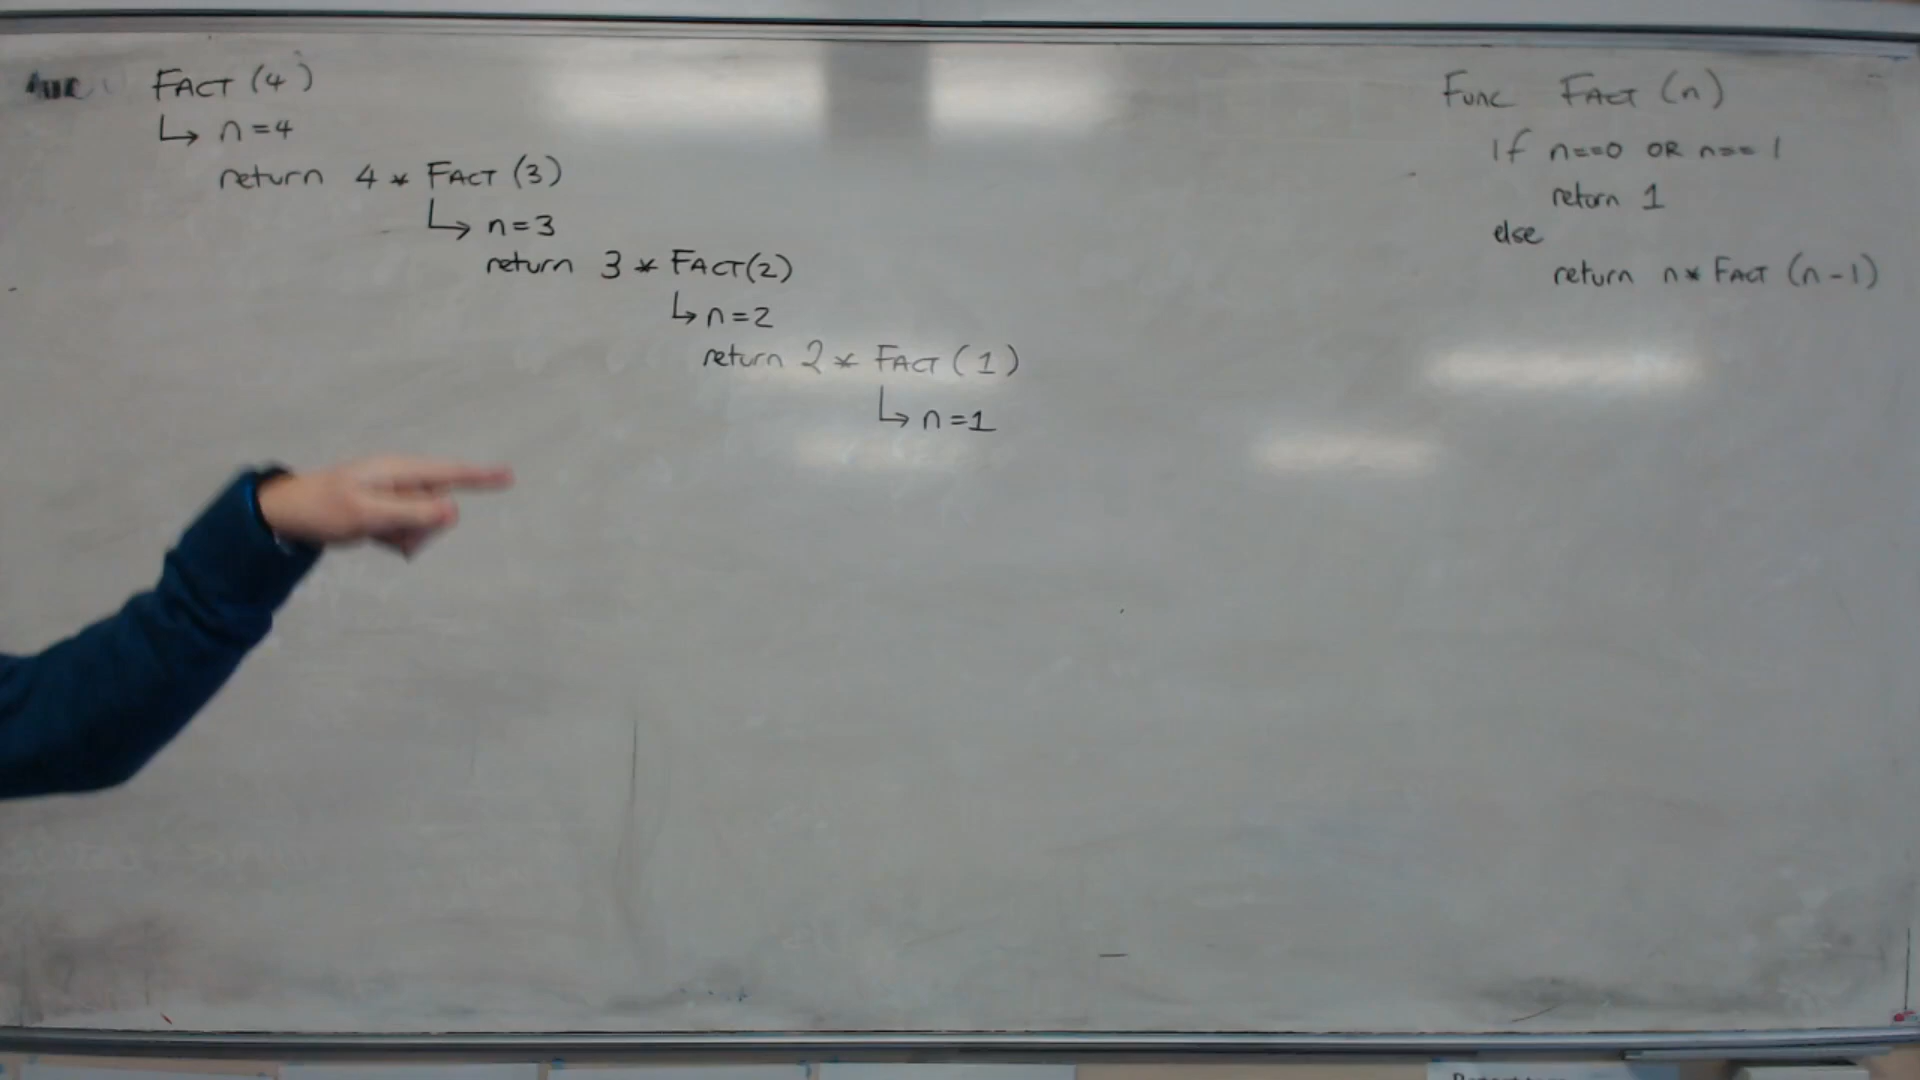 FACT (4)
↳ n=4
return 4 * FACT (3)
↳ n=3
return 3 * FACT(2)
↳ n=2
return 2 * FACT (1)
↳ n=1
Func FACT (n)
If n==0 OR n==1
return 1
else
return n* FACT (n-1)